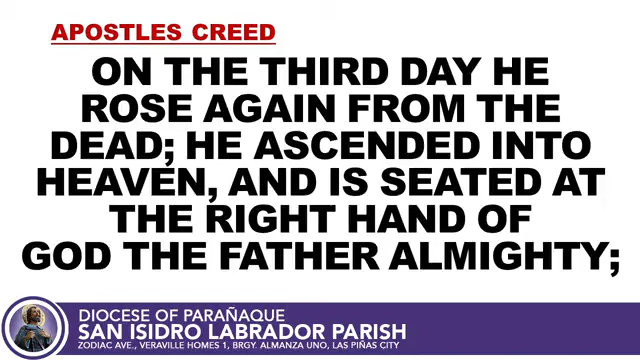 APOSTLES CREED
ON THE THIRD DAY HE
ROSE AGAIN FROM THE
DEAD; HE ASCENDED INTO
HEAVEN, AND IS SEATED AT
THE RIGHT HAND OF
GOD THE FATHER ALMIGHTY;
DIOCESE OF PARAÑAQUE
SAN ISIDRO LABRADOR PARISH
ZODIAC AVE., VERAVILLE HOMES 1, BRGY. ALMANZA UNO, LAS PIÑAS CITY